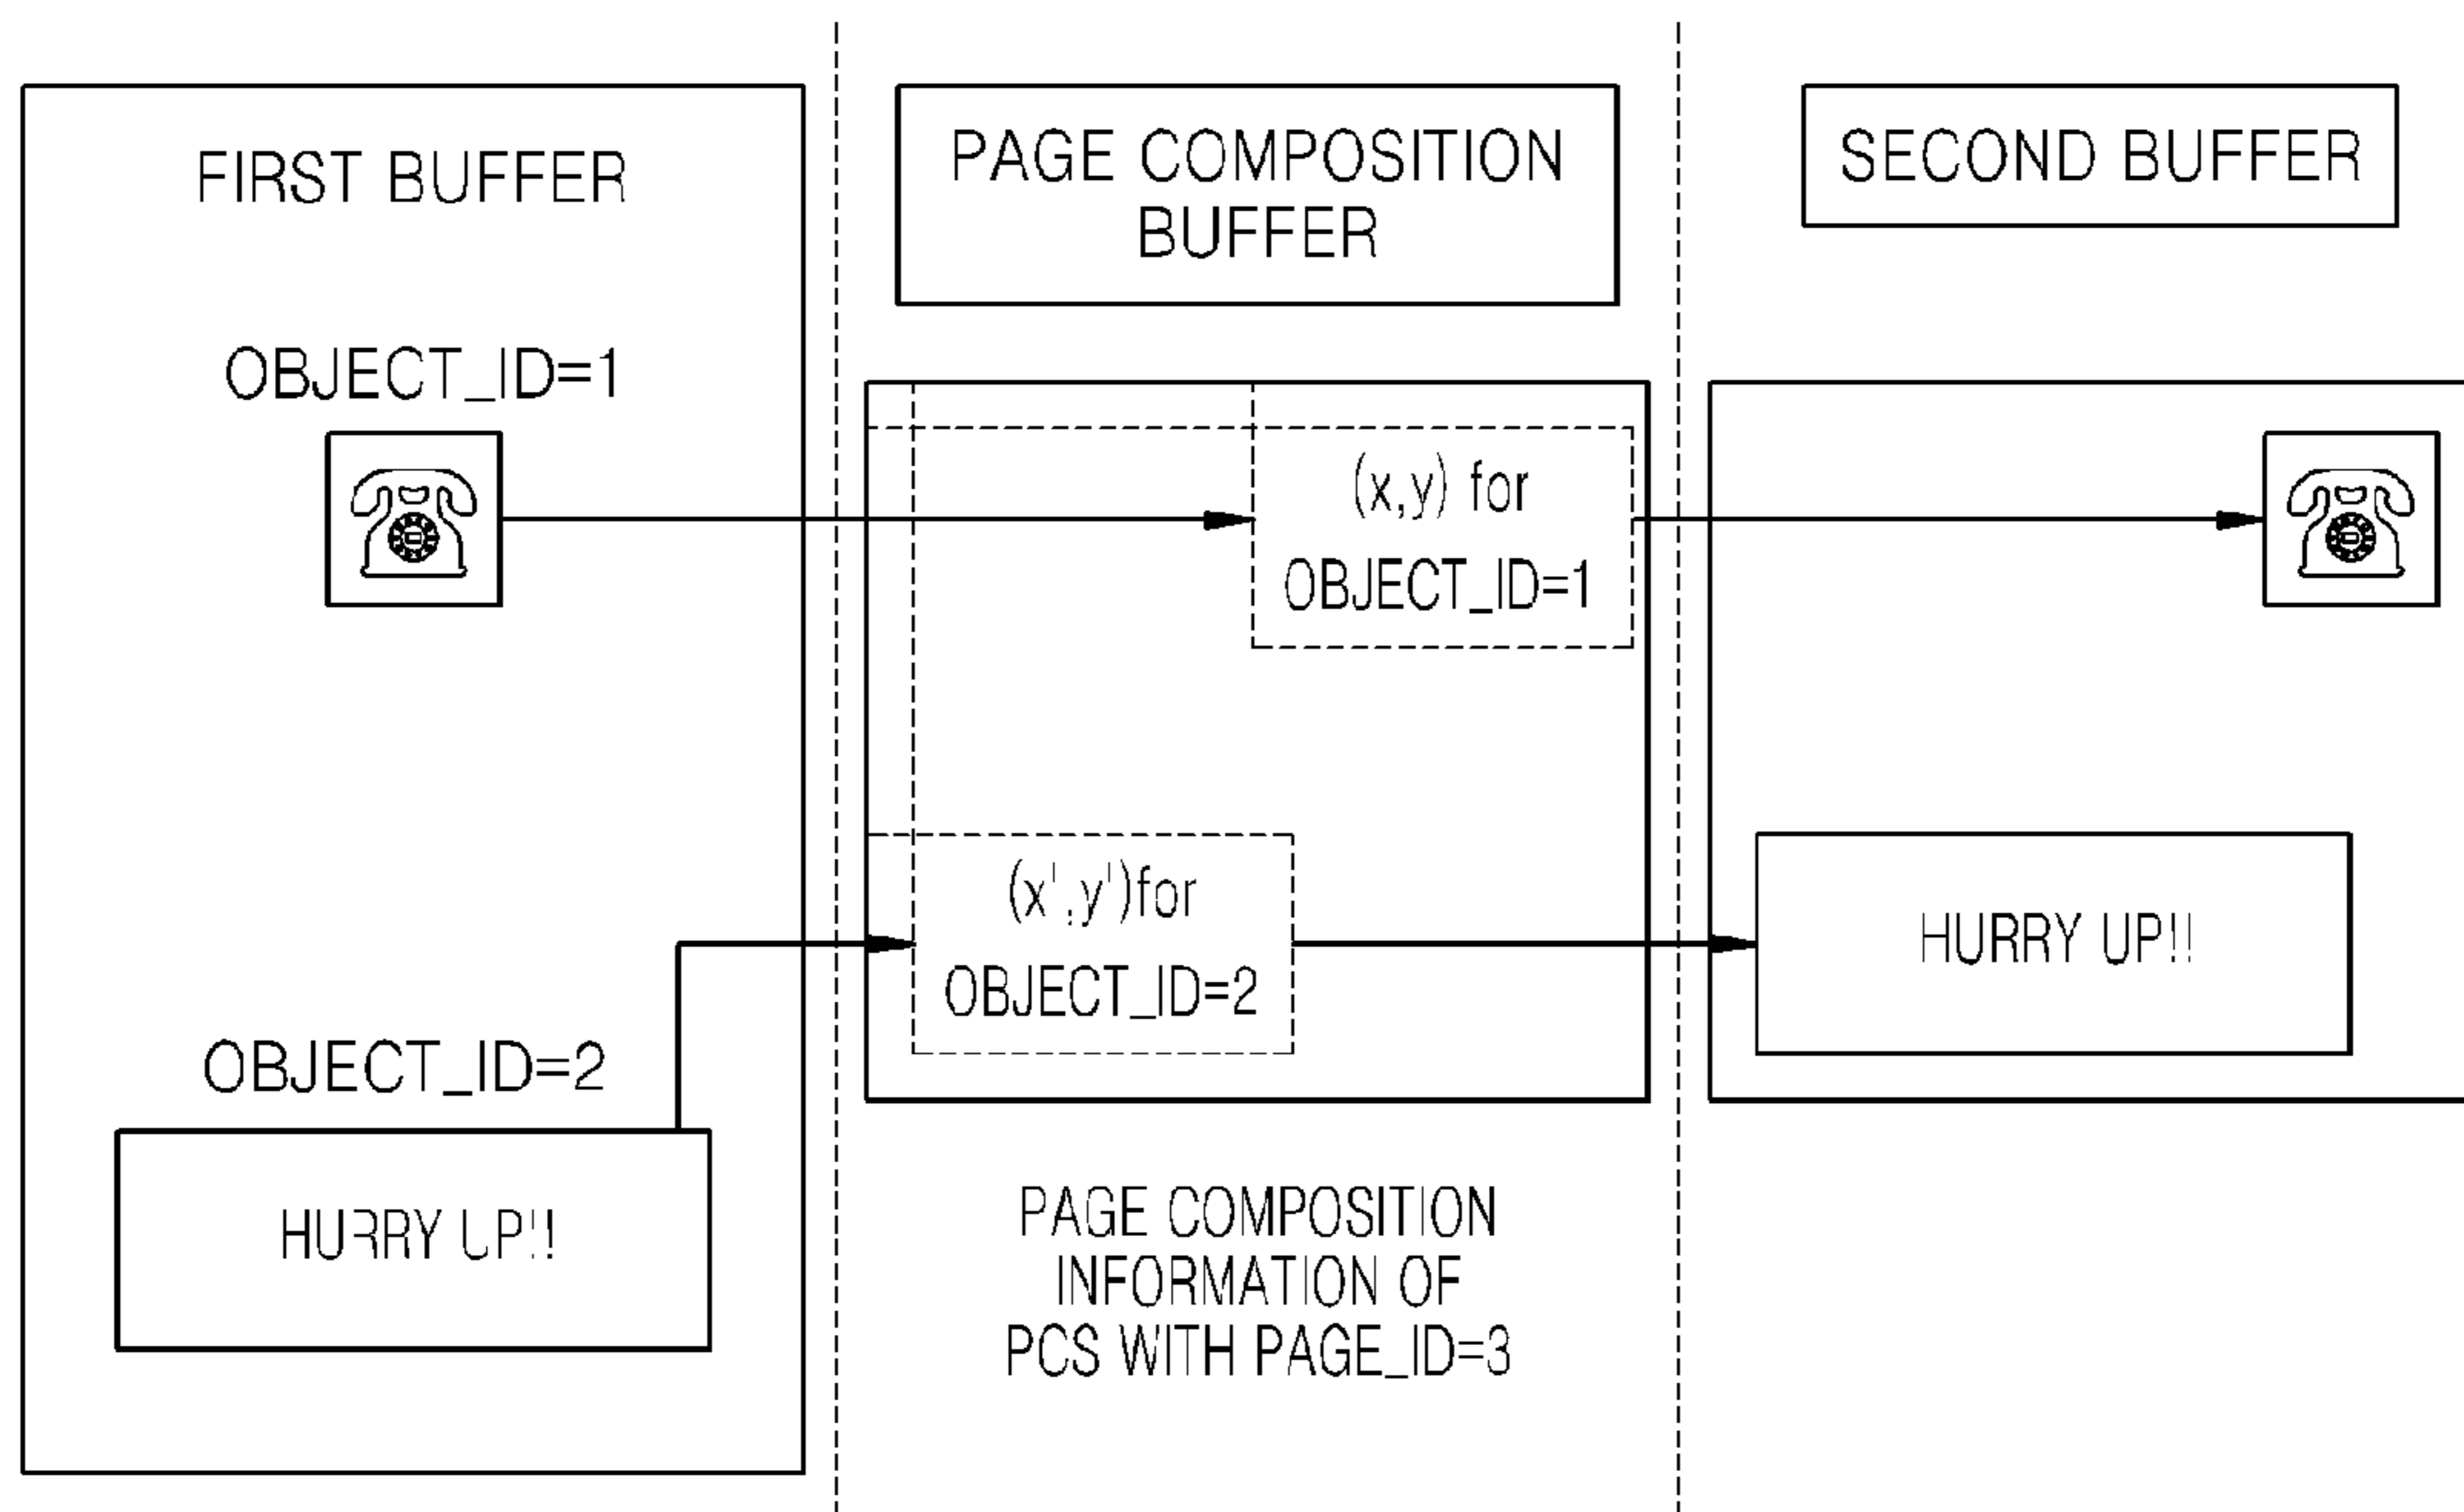 FIRST BUFFER
OBJECT_ID=1
OBJECT_ID=2
HURRY UP!!
PAGE COMPOSITION
BUFFER
(x,y) for
OBJECT_ID=1
(x',y')for
OBJECT_ID=2
PAGE COMPOSITION
INFORMATION OF
PCS WITH PAGE_ID=3
SECOND BUFFER
HURRY UP!!